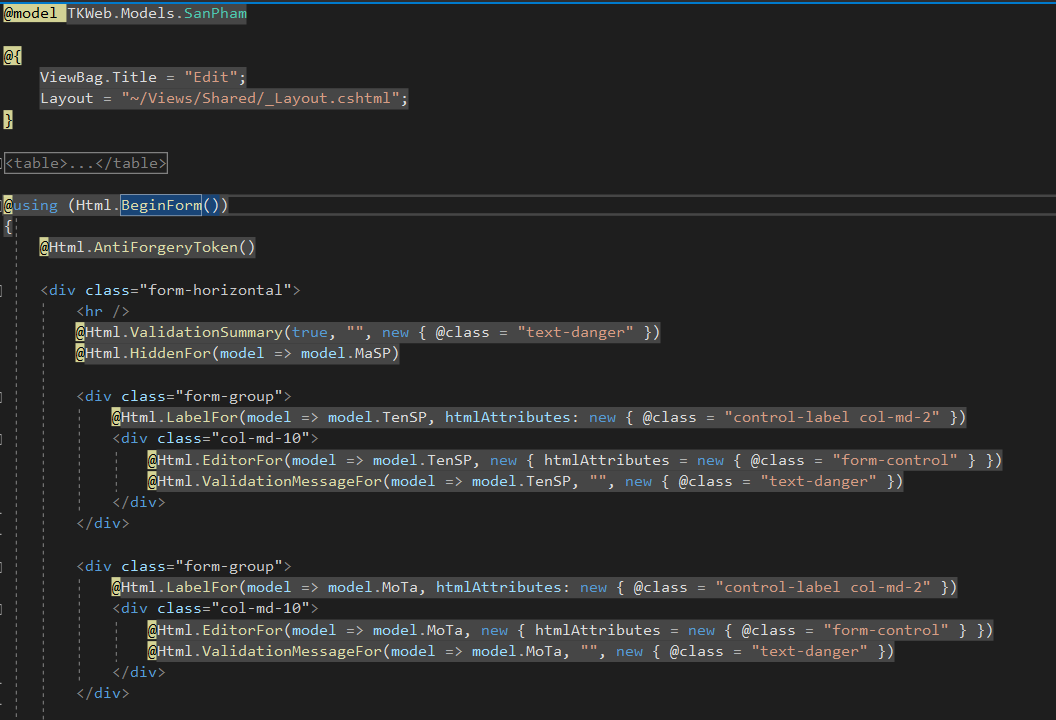 @model TKWeb.Models.SanPham
@{
ViewBag.Title = "Edit";
Layout = "~/Views/Shared/_Layout.cshtml";
}
<table>...</table>
@using (Html.BeginForm())
{
@Html.AntiForgeryToken()
<div class="form-horizontal">
<hr />
@Html.ValidationSummary(true, "", new { @class = "text-danger" })
@Html.HiddenFor(model => model.MaSP)
<div class="form-group">
@Html.LabelFor(model => model.TenSP, htmlAttributes: new { @class = "control-label col-md-2" })
<div class="col-md-10">
@Html.EditorFor(model => model.TenSP, new { htmlAttributes = new { @class = "form-control" } })
@Html.ValidationMessageFor(model => model.TenSP, "", new { @class = "text-danger" })
</div>
</div>
<div class="form-group">
@Html.LabelFor(model => model.MoTa, htmlAttributes: new { @class = "control-label col-md-2" })
<div class="col-md-10">
@Html.EditorFor(model => model.MoTa, new { htmlAttributes = new { @class = "form-control" } })
@Html.ValidationMessageFor(model => model.MoTa, "", new { @class = "text-danger" })
</div>
</div>